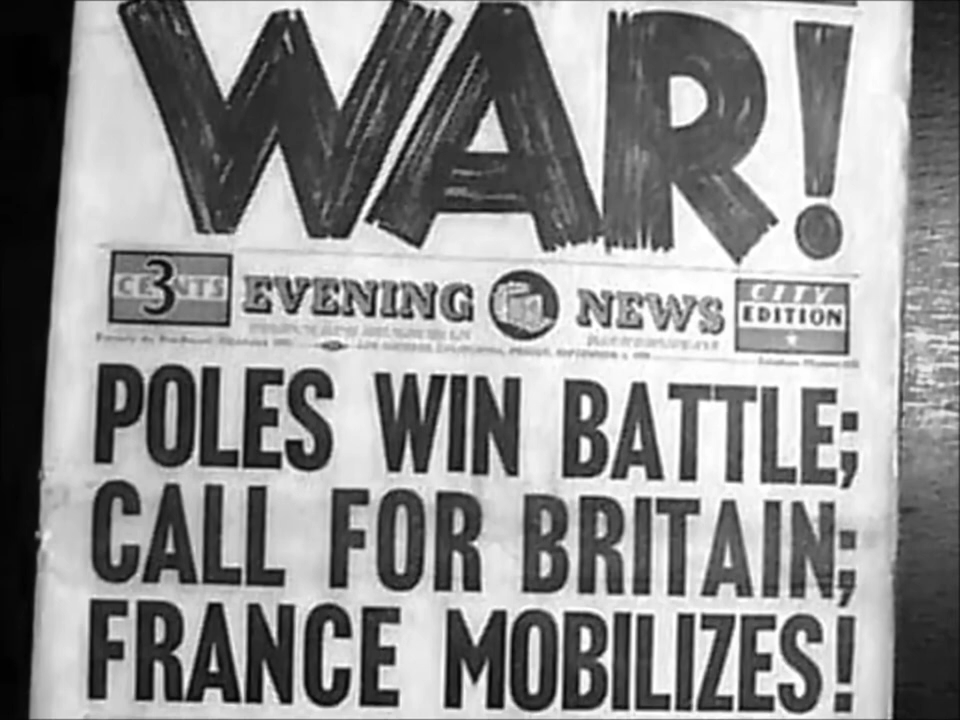 WAR!
3 CENTS EVENING NEWS CITY EDITION
POLES WIN BATTLE;
CALL FOR BRITAIN;
FRANCE MOBILIZES!